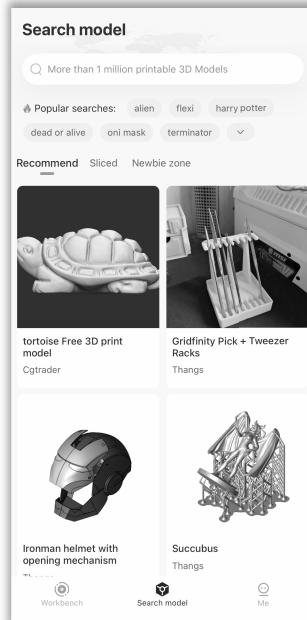 Search model
More than 1 million printable 3D Models
Popular searches:
alien
flexi
harry potter
dead or alive
oni mask
terminator
Recommend
Sliced
Newbie zone
tortoise Free 3D print
model
Cgtrader
Gridfinity Pick + Tweezer
Racks
Thangs
Ironman helmet with
opening mechanism
Thangs
Succubus
Thangs
Workbench
Search model
Me